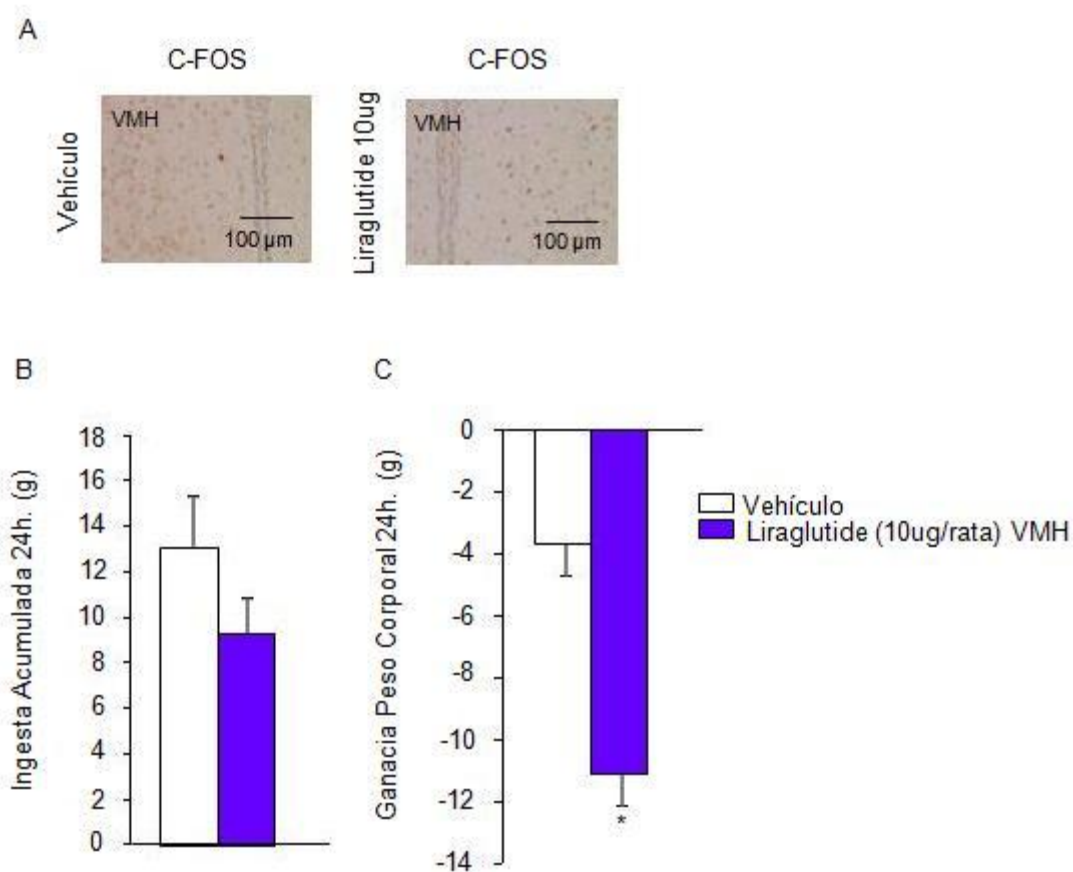 A
C-FOS
C-FOS
Vehículo
VMH
100 µm
Liraglutide 10ug
VMH
100 µm
B
Ingesta Acumulada 24h. (g)
18
16
14
12
10
8
6
4
2
0
C
Ganacia Peso Corporal 24h. (g)
0
-2
-4
-6
-8
-10
-12
-14
*
Vehículo
Liraglutide (10ug/rata) VMH